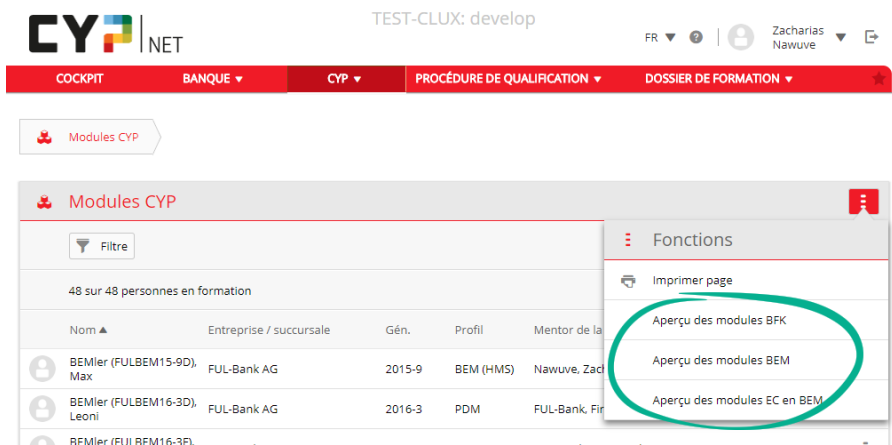 TEST-CLUX: develop
CYP NET
FR ▼
Zacharias
Nawuve ▼
COCKPIT BANQUE ▼ CYP ▼ PROCÉDURE DE QUALIFICATION ▼ DOSSIER DE FORMATION ▼
Modules CYP
Modules CYP
Fonctions
Filtre
Imprimer page
48 sur 48 personnes en formation
Aperçu des modules BFK
Aperçu des modules BEM
Aperçu des modules EC en BEM
Nom ▲ Entreprise / succursale Gén. Profil Mentor de la
BEMler (FULBEM15-9D),
Max FUL-Bank AG 2015-9 BEM (HMS) Nawuve, Zach
BEMler (FULBEM16-3D),
Leoni FUL-Bank AG 2016-3 PDM FUL-Bank, Fir
BEMler (FULBEM16-3F),